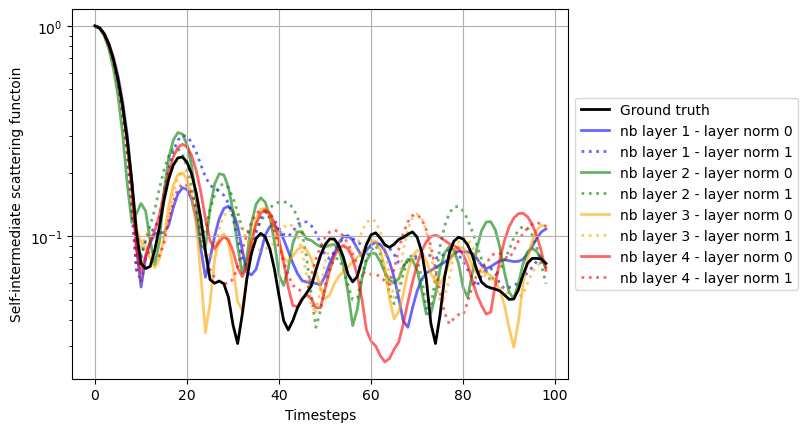 Self-intermediate scattering functoin
10⁰
10⁻¹
0
20
40
60
80
100
Timesteps
Ground truth
nb layer 1 - layer norm 0
nb layer 1 - layer norm 1
nb layer 2 - layer norm 0
nb layer 2 - layer norm 1
nb layer 3 - layer norm 0
nb layer 3 - layer norm 1
nb layer 4 - layer norm 0
nb layer 4 - layer norm 1